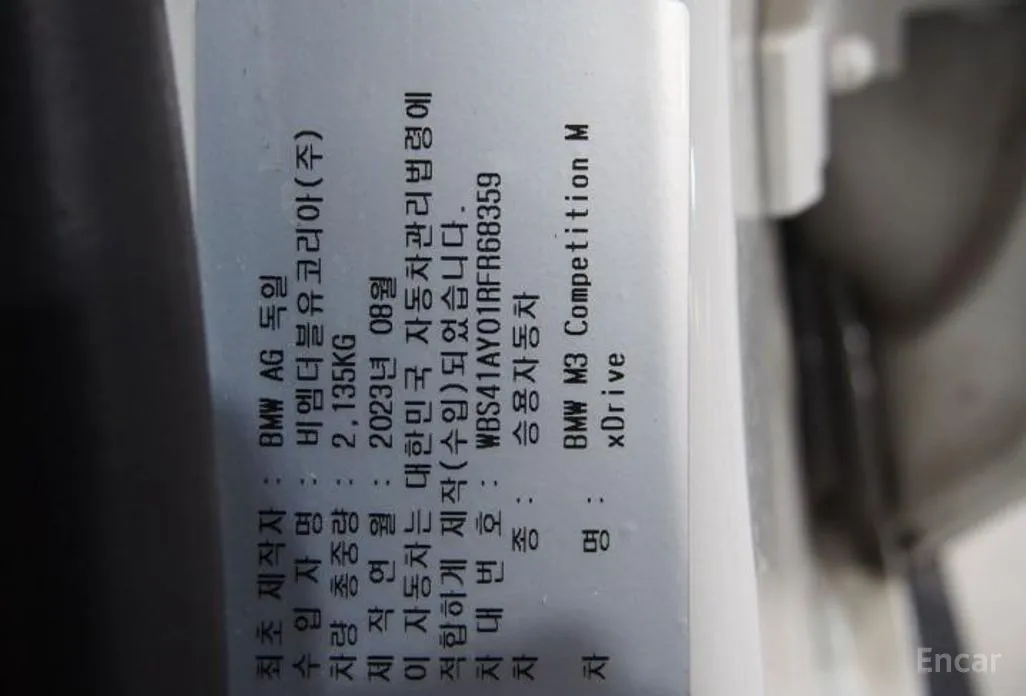 최초 제작자 : BMW AG 독일
수 입 자 명 : 비엠더블유코리아(주)
차량 총중량 : 2,135KG
제 작 연 월 : 2023년 08월
이 자동차는 대한민국 자동차관리법령에
적합하게 제작(수입)되었습니다.
차 대 번 호 : WBS41AY01RFR68359
차 종 : 승용자동차
차 명 : BMW M3 Competition M
xDrive
Encar